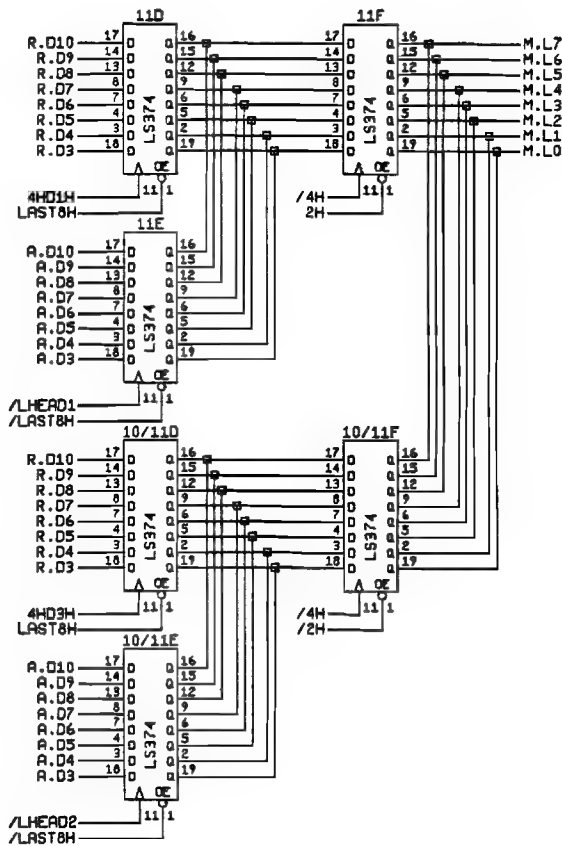 11D 11F
R.D10 17 D Q 16 17 D Q 16 M.L7
R.D9 14 D Q 15 14 D Q 15 M.L6
R.D8 13 D Q 12 13 D Q 12 M.L5
R.D7 8 D Q 9 8 D Q 9 M.L4
R.D6 7 D Q 6 7 D Q 6 M.L3
R.D5 4 D Q 5 4 D Q 5 M.L2
R.D4 3 D Q 2 3 D Q 2 M.L1
R.D3 18 D Q 19 18 D Q 19 M.L0
LS374 LS374
OE OE
4HD1H 11 1 /4H 11 1
LAST8H 2H
11E
A.D10 17 D Q 16
A.D9 14 D Q 15
A.D8 13 D Q 12
A.D7 8 D Q 9
A.D6 7 D Q 6
A.D5 4 D Q 5
A.D4 3 D Q 2
A.D3 18 D Q 19
LS374
OE
/LHEAD1 11 1
/LAST8H
10/11D 10/11F
R.D10 17 D Q 16 17 D Q 16
R.D9 14 D Q 15 14 D Q 15
R.D8 13 D Q 12 13 D Q 12
R.D7 8 D Q 9 8 D Q 9
R.D6 7 D Q 6 7 D Q 6
R.D5 4 D Q 5 4 D Q 5
R.D4 3 D Q 2 3 D Q 2
R.D3 18 D Q 19 18 D Q 19
LS374 LS374
OE OE
4HD3H 11 1 /4H 11 1
LAST8H /2H
10/11E
A.D10 17 D Q 16
A.D9 14 D Q 15
A.D8 13 D Q 12
A.D7 8 D Q 9
A.D6 7 D Q 6
A.D5 4 D Q 5
A.D4 3 D Q 2
A.D3 18 D Q 19
LS374
OE
/LHEAD2 11 1
/LAST8H